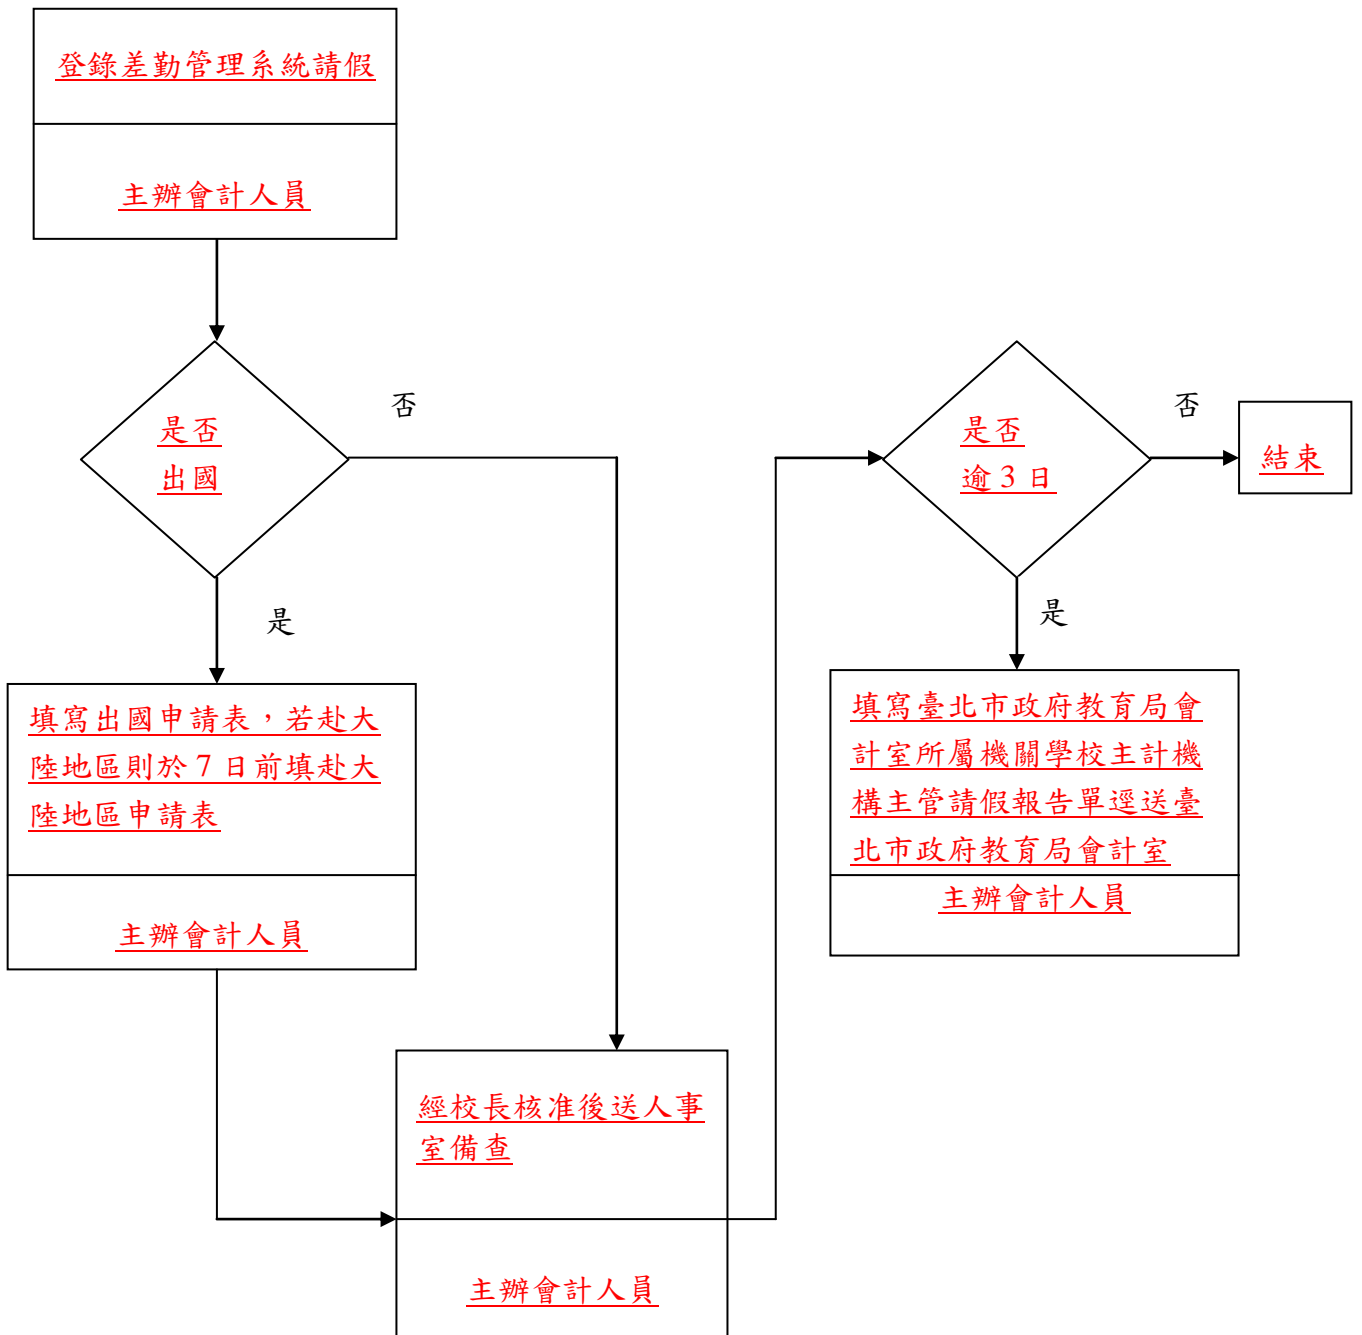 登錄差勤管理系統請假
主辦會計人員
是否
出國
否
是
填寫出國申請表，若赴大
陸地區則於7日前填赴大
陸地區申請表
主辦會計人員
經校長核准後送人事
室備查
主辦會計人員
是否
逾3日
否
結束
是
填寫臺北市政府教育局會
計室所屬機關學校主計機
構主管請假報告單逕送臺
北市政府教育局會計室
主辦會計人員